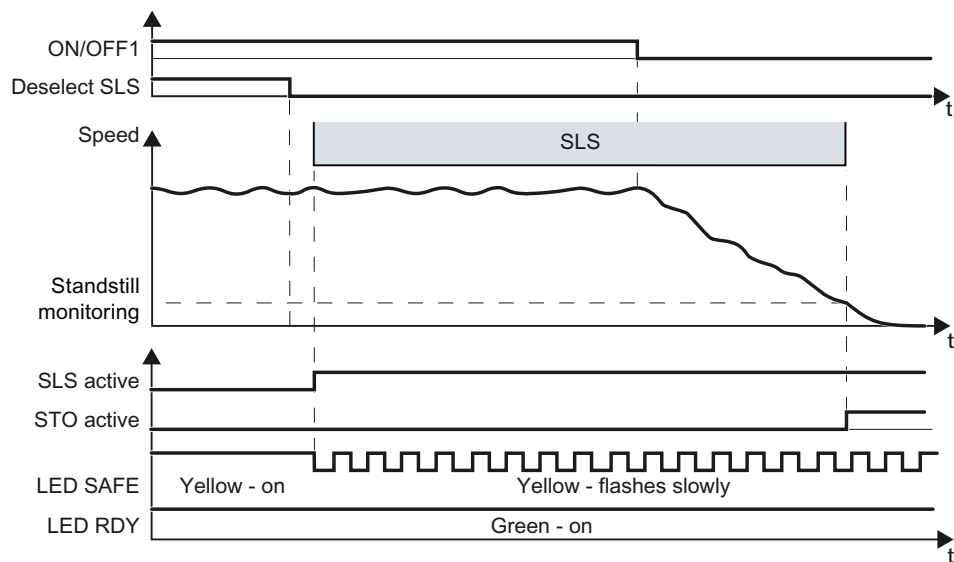 ON/OFF1
Deselect SLS
t
Speed
SLS
Standstill
monitoring
t
SLS active
STO active
LED SAFE
Yellow - on
Yellow - flashes slowly
LED RDY
Green - on
t